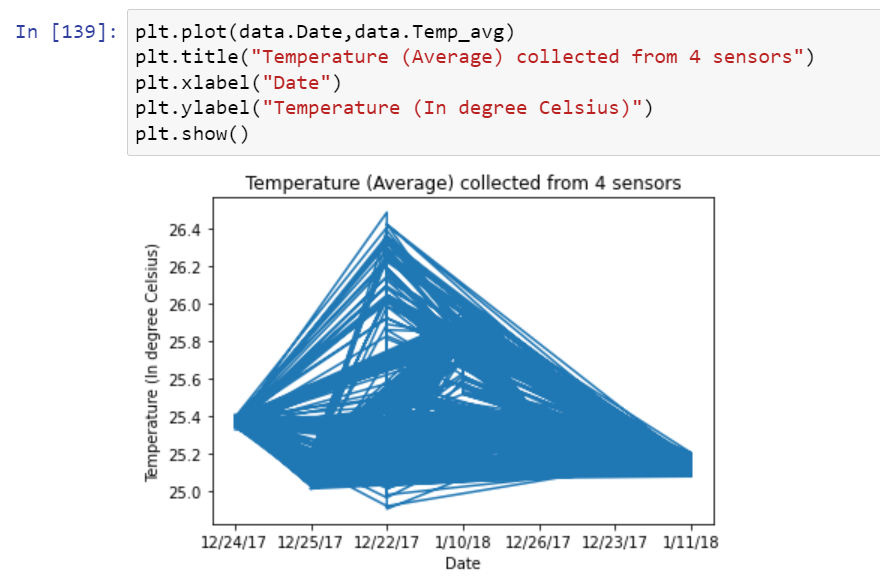 In [139]: plt.plot(data.Date,data.Temp_avg)
plt.title("Temperature (Average) collected from 4 sensors")
plt.xlabel("Date")
plt.ylabel("Temperature (In degree Celsius)")
plt.show()
Temperature (Average) collected from 4 sensors
Temperature (In degree Celsius)
26.4
26.2
26.0
25.8
25.6
25.4
25.2
25.0
12/24/17 12/25/17 12/22/17 1/10/18 12/26/17 12/23/17 1/11/18
Date